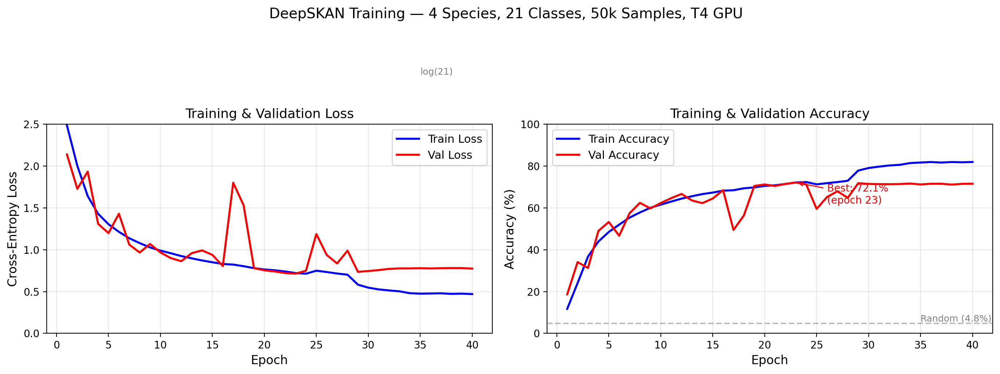 DeepSKAN Training — 4 Species, 21 Classes, 50k Samples, T4 GPU
log(21)
Training & Validation Loss
Cross-Entropy Loss
2.5
2.0
1.5
1.0
0.5
0.0
Train Loss
Val Loss
0 5 10 15 20 25 30 35 40
Epoch
Training & Validation Accuracy
Accuracy (%)
100
80
60
40
20
0
Train Accuracy
Val Accuracy
Best: 72.1%
(epoch 23)
Random (4.8%)
0 5 10 15 20 25 30 35 40
Epoch